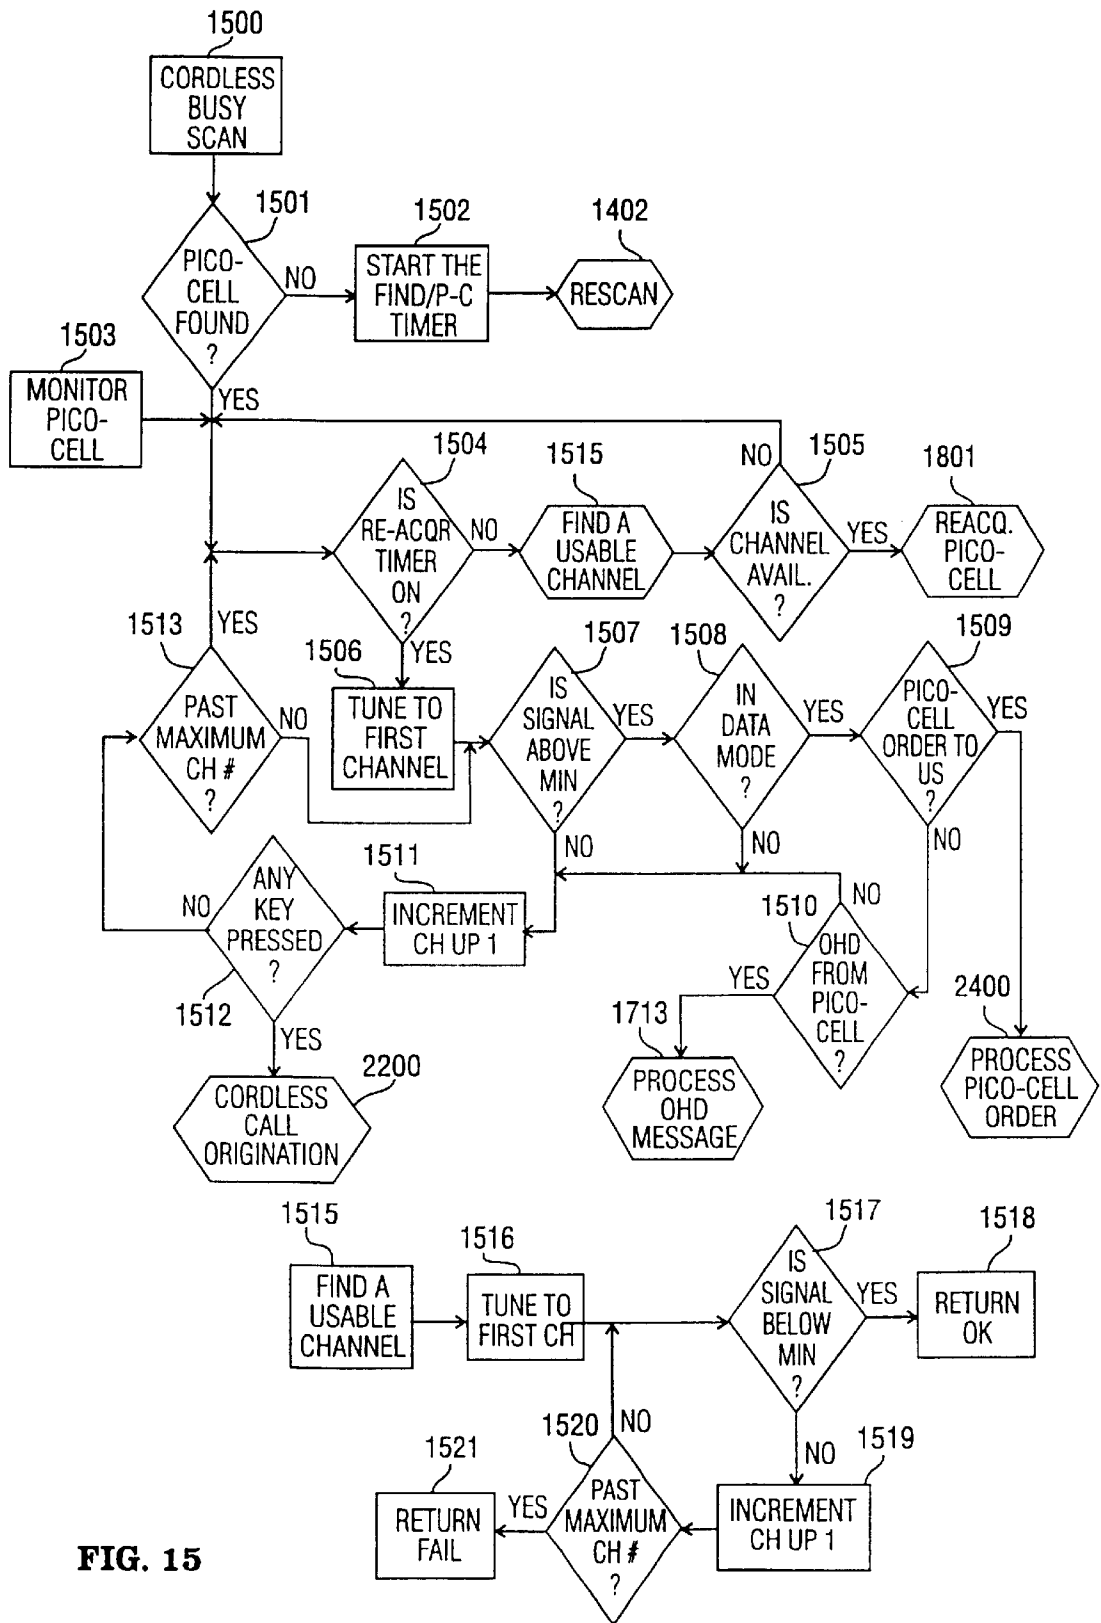 1500
CORDLESS
BUSY
SCAN
1501
PICO-
CELL
FOUND
?
NO
YES
1502
START THE
FIND/P-C
TIMER
1402
RESCAN
1503
MONITOR
PICO-
CELL
1504
IS
RE-ACQR
TIMER
ON
?
NO
YES
1515
FIND A
USABLE
CHANNEL
1505
NO
IS
CHANNEL
AVAIL.
?
YES
1801
REACQ.
PICO-
CELL
1513
YES
PAST
MAXIMUM
CH #
?
NO
1506
TUNE TO
FIRST
CHANNEL
1507
IS
SIGNAL
ABOVE
MIN
?
YES
NO
1508
IN
DATA
MODE
?
YES
NO
1509
PICO-
CELL
ORDER TO
US
?
YES
NO
1511
INCREMENT
CH UP 1
ANY
KEY
PRESSED
?
NO
1512
YES
2200
CORDLESS
CALL
ORIGINATION
1510
NO
OHD
FROM
PICO-
CELL
?
YES
1713
PROCESS
OHD
MESSAGE
2400
PROCESS
PICO-CELL
ORDER
1515
FIND A
USABLE
CHANNEL
1516
TUNE TO
FIRST CH
1517
IS
SIGNAL
BELOW
MIN
?
YES
NO
1518
RETURN
OK
1519
INCREMENT
CH UP 1
1520
NO
PAST
MAXIMUM
CH #
?
YES
1521
RETURN
FAIL
FIG. 15